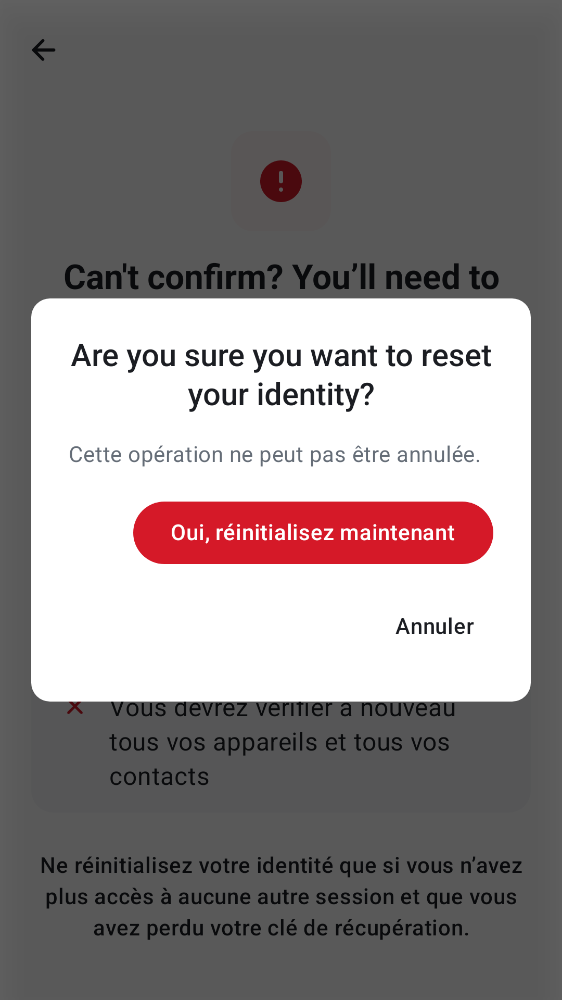 Can't confirm? You’ll need to
Are you sure you want to reset
your identity?
Cette opération ne peut pas être annulée.
Oui, réinitialisez maintenant
Annuler
Vous devrez vérifier à nouveau
tous vos appareils et tous vos
contacts
Ne réinitialisez votre identité que si vous n’avez
plus accès à aucune autre session et que vous
avez perdu votre clé de récupération.